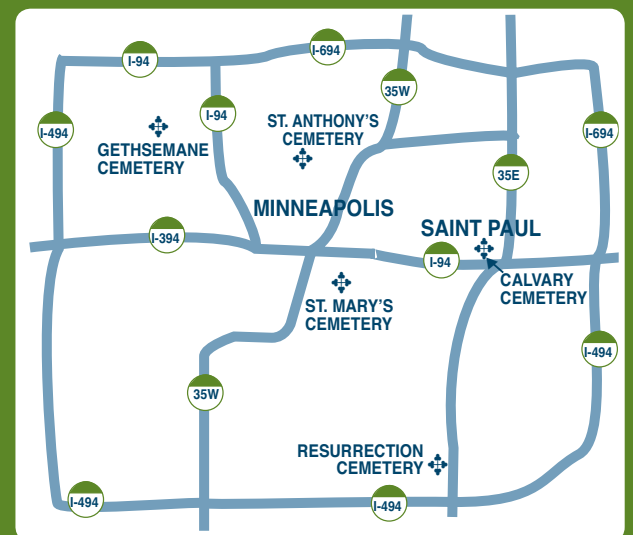 I-694
I-94
35W
I-94
ST. ANTHONY'S
CEMETERY
I-494
I-694
GETHSEMANE
CEMETERY
35E
MINNEAPOLIS
SAINT PAUL
I-394
I-94
CALVARY
CEMETERY
ST. MARY'S
CEMETERY
I-494
35W
RESURRECTION
CEMETERY
I-494
I-494